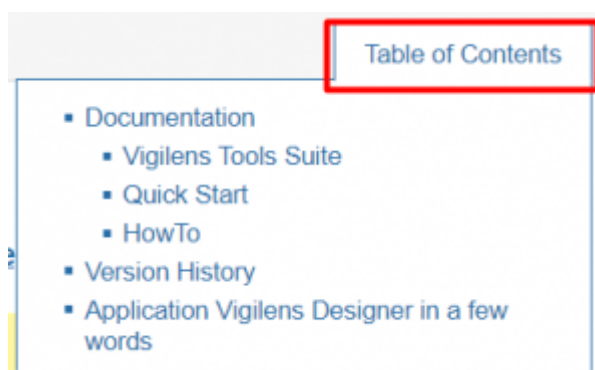 Table of Contents
Documentation
Vigilens Tools Suite
Quick Start
HowTo
Version History
Application Vigilens Designer in a few
words